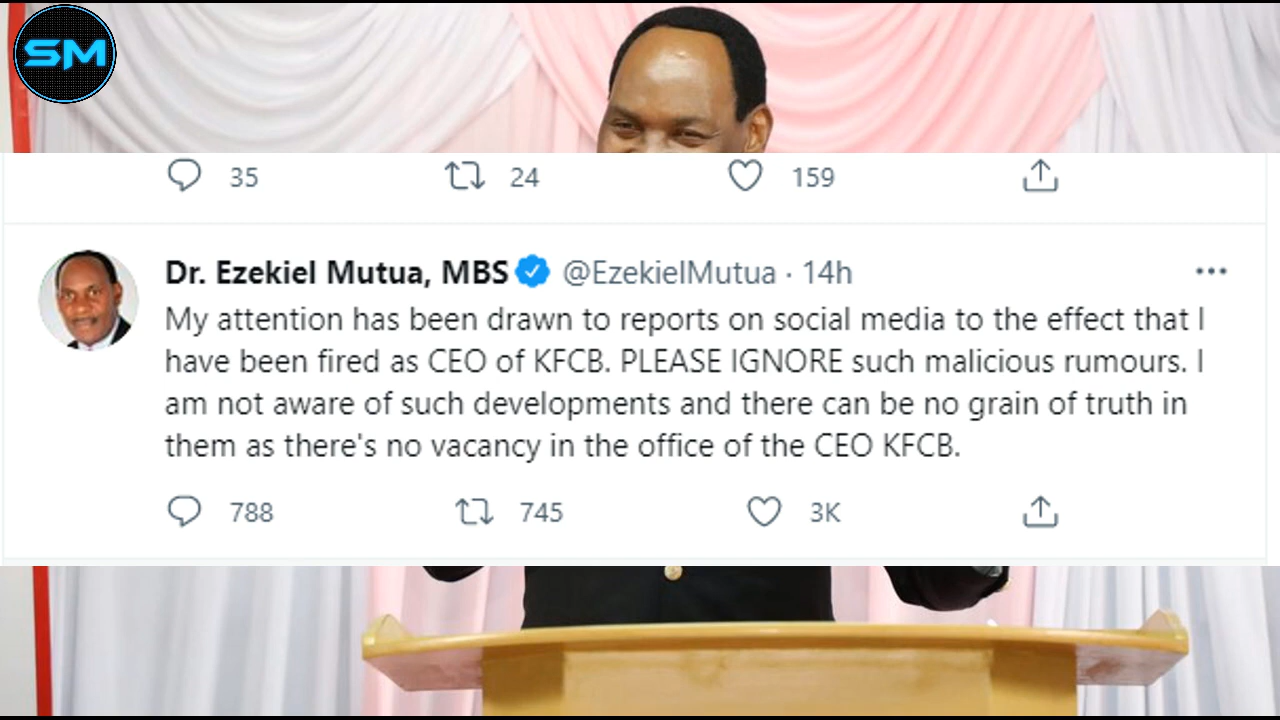 SM
35 24 159
Dr. Ezekiel Mutua, MBS @EzekielMutua · 14h
My attention has been drawn to reports on social media to the effect that I
have been fired as CEO of KFCB. PLEASE IGNORE such malicious rumours. I
am not aware of such developments and there can be no grain of truth in
them as there's no vacancy in the office of the CEO KFCB.
788 745 3K